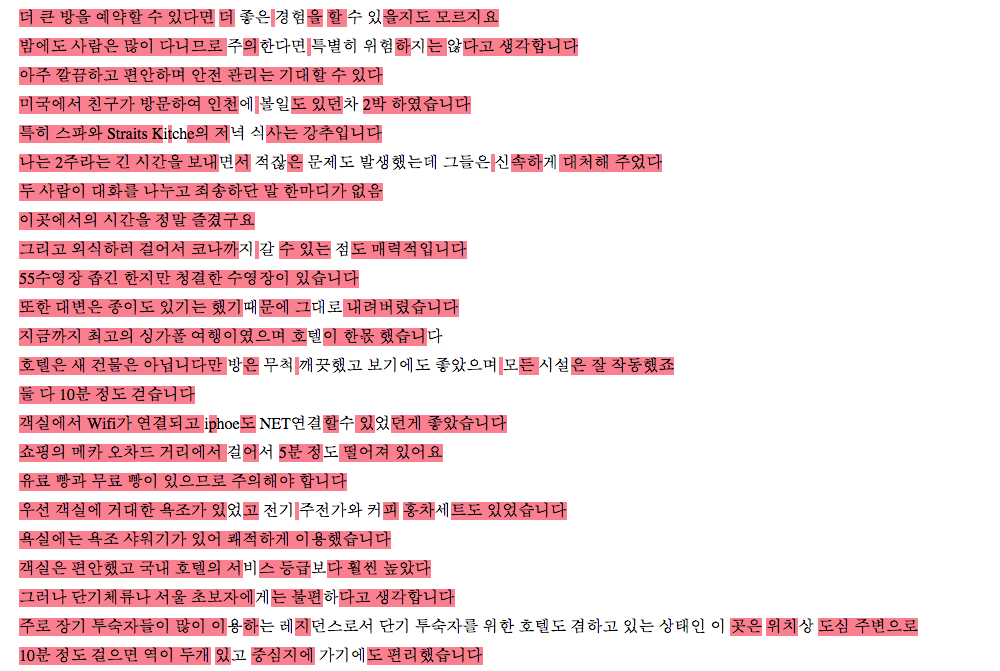 더 큰 방을 예약할 수 있다면 더 좋은 경험을 할 수 있을지도 모르지요
밤에도 사람은 많이 다니므로 주의한다면 특별히 위험하지는 않다고 생각합니다
아주 깔끔하고 편안하며 안전 관리는 기대할 수 있다
미국에서 친구가 방문하여 인천에 볼일도 있던차 2박 하였습니다
특히 스파와 Straits Kitche의 저녁 식사는 강추입니다
나는 2주라는 긴 시간을 보내면서 적잖은 문제도 발생했는데 그들은 신속하게 대처해 주었다
두 사람이 대화를 나누고 죄송하단 말 한마디가 없음
이곳에서의 시간을 정말 즐겼구요
그리고 외식하러 걸어서 코나까지 갈 수 있는 점도 매력적입니다
55수영장 좁긴 한지만 청결한 수영장이 있습니다
또한 대변은 종이도 있기는 했기때문에 그대로 내려버렸습니다
지금까지 최고의 싱가폴 여행이였으며 호텔이 한몫 했습니다
호텔은 새 건물은 아닙니다만 방은 무척 깨끗했고 보기에도 좋았으며 모든 시설은 잘 작동했죠
둘 다 10분 정도 걷습니다
객실에서 Wifi가 연결되고 iphoe도 NET연결할수 있었던게 좋았습니다
쇼핑의 메카 오차드 거리에서 걸어서 5분 정도 떨어져 있어요
유료 빵과 무료 빵이 있으므로 주의해야 합니다
우선 객실에 거대한 욕조가 있었고 전기 주전가와 커피 홍차세트도 있었습니다
욕실에는 욕조 샤워기가 있어 쾌적하게 이용했습니다
객실은 편안했고 국내 호텔의 서비스 등급보다 훨씬 높았다
그러나 단기체류나 서울 초보자에게는 불편하다고 생각합니다
주로 장기 투숙자들이 많이 이용하는 레지던스로서 단기 투숙자를 위한 호텔도 겸하고 있는 상태인 이 곳은 위치상 도심 주변으로
10분 정도 걸으면 역이 두개 있고 중심지에 가기에도 편리했습니다